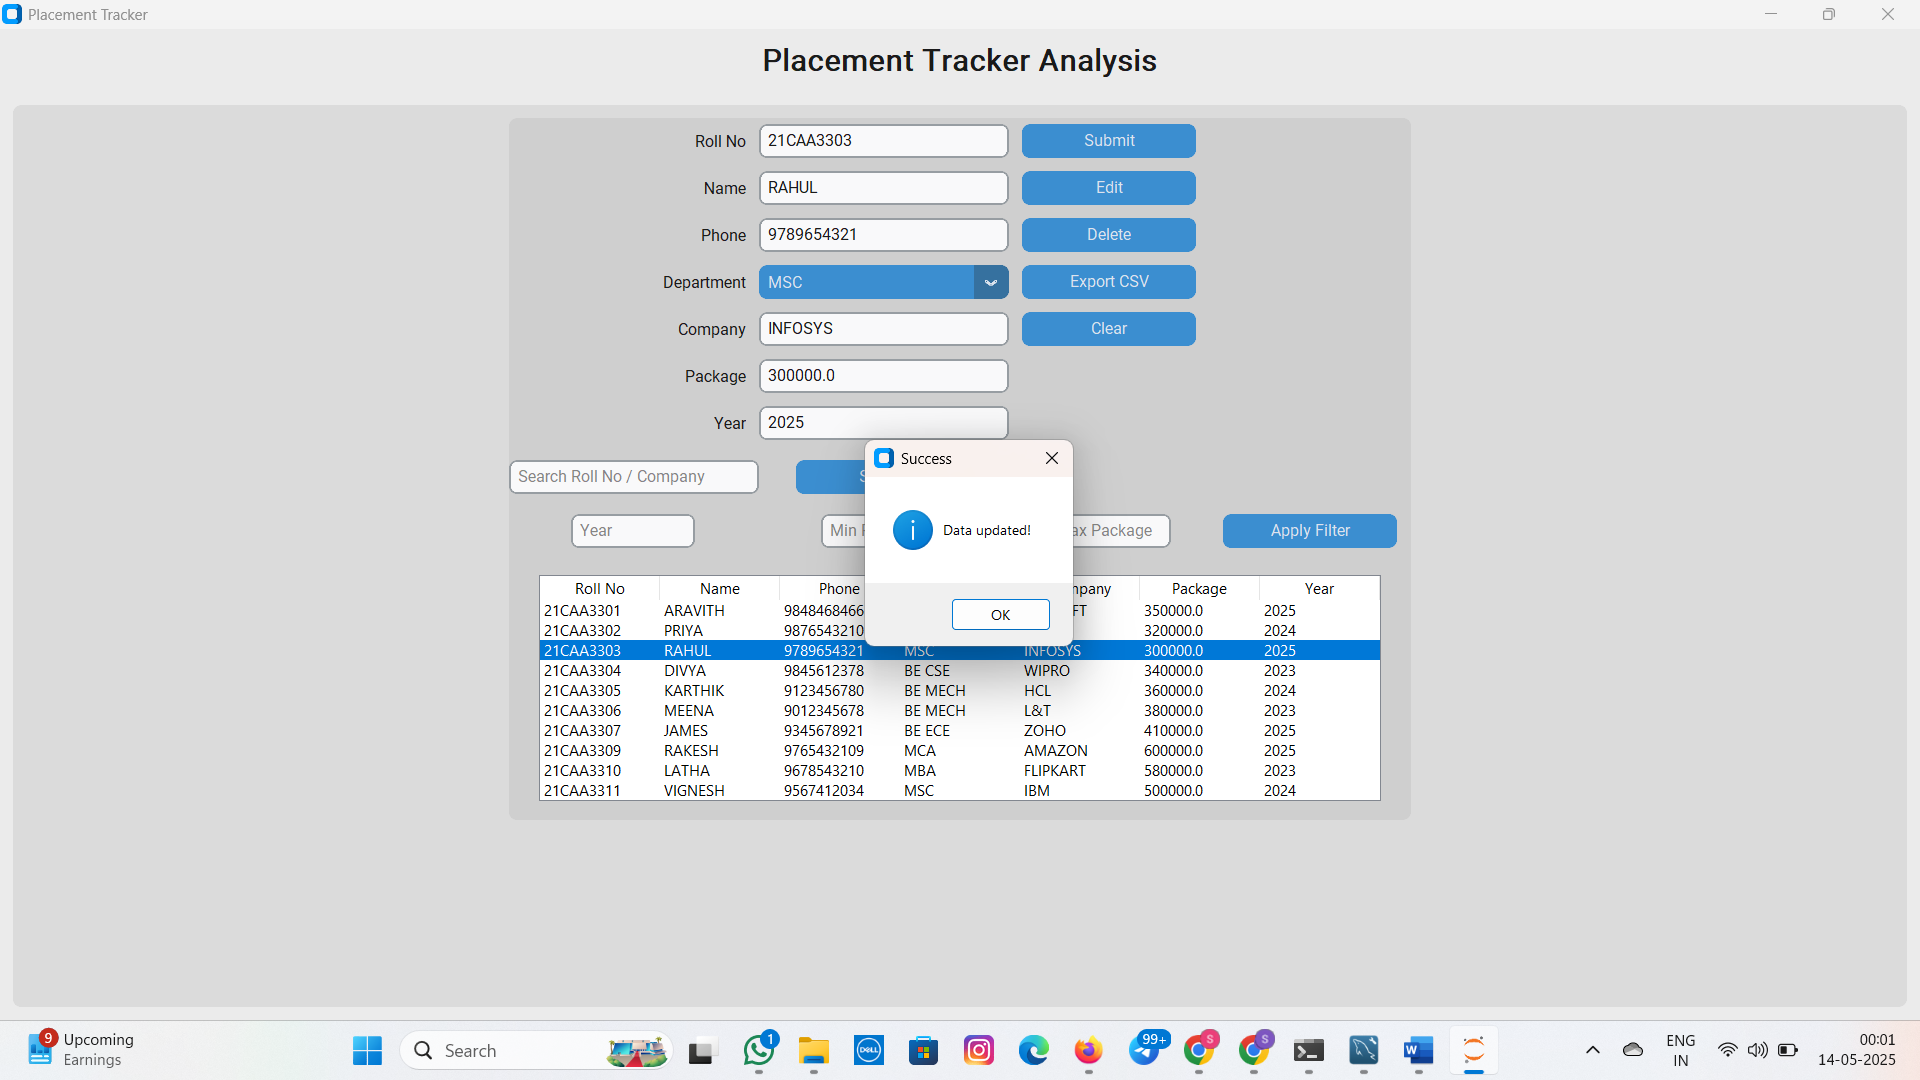 Placement Tracker
Placement Tracker Analysis
Roll No 21CAA3303 Submit
Name RAHUL Edit
Phone 9789654321 Delete
Department MSC Export CSV
Company INFOSYS Clear
Package 300000.0
Year 2025
Success
Search Roll No / Company
Data updated!
Year Min Package Apply Filter
OK
Roll No Name Phone Package Year
21CAA3301 ARAVITH 9848468466 350000.0 2025
21CAA3302 PRIYA 9876543210 320000.0 2024
21CAA3303 RAHUL 9789654321 MSC INFOSYS 300000.0 2025
21CAA3304 DIVYA 9845612378 BE CSE WIPRO 340000.0 2023
21CAA3305 KARTHIK 9123456780 BE MECH HCL 360000.0 2024
21CAA3306 MEENA 9012345678 BE MECH L&T 380000.0 2023
21CAA3307 JAMES 9345678921 BE ECE ZOHO 410000.0 2025
21CAA3309 RAKESH 9765432109 MCA AMAZON 600000.0 2025
21CAA3310 LATHA 9678543210 MBA FLIPKART 580000.0 2023
21CAA3311 VIGNESH 9567412034 MSC IBM 500000.0 2024
9 Upcoming
Earnings
Search
DELL
1
99+
S
S
W
ENG
IN
00:01
14-05-2025